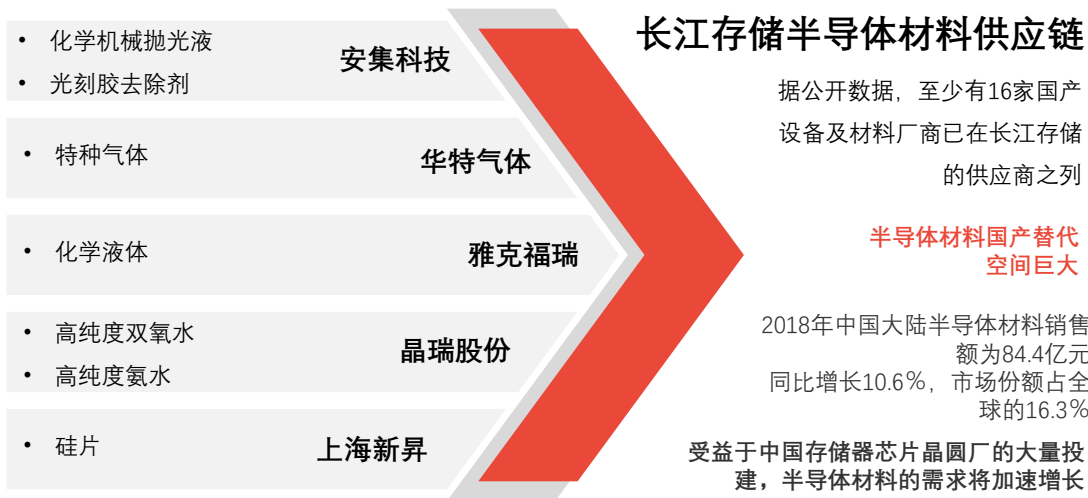 • 化学机械抛光液
• 光刻胶去除剂
安集科技
• 特种气体
华特气体
• 化学液体
雅克福瑞
• 高纯度双氧水
• 高纯度氨水
晶瑞股份
• 硅片
上海新昇
长江存储半导体材料供应链
据公开数据，至少有16家国产
设备及材料厂商已在长江存储
的供应商之列
半导体材料国产替代
空间巨大
2018年中国大陆半导体材料销售
额为84.4亿元
同比增长10.6%，市场份额占全
球的16.3%
受益于中国存储器芯片晶圆厂的大量投
建，半导体材料的需求将加速增长